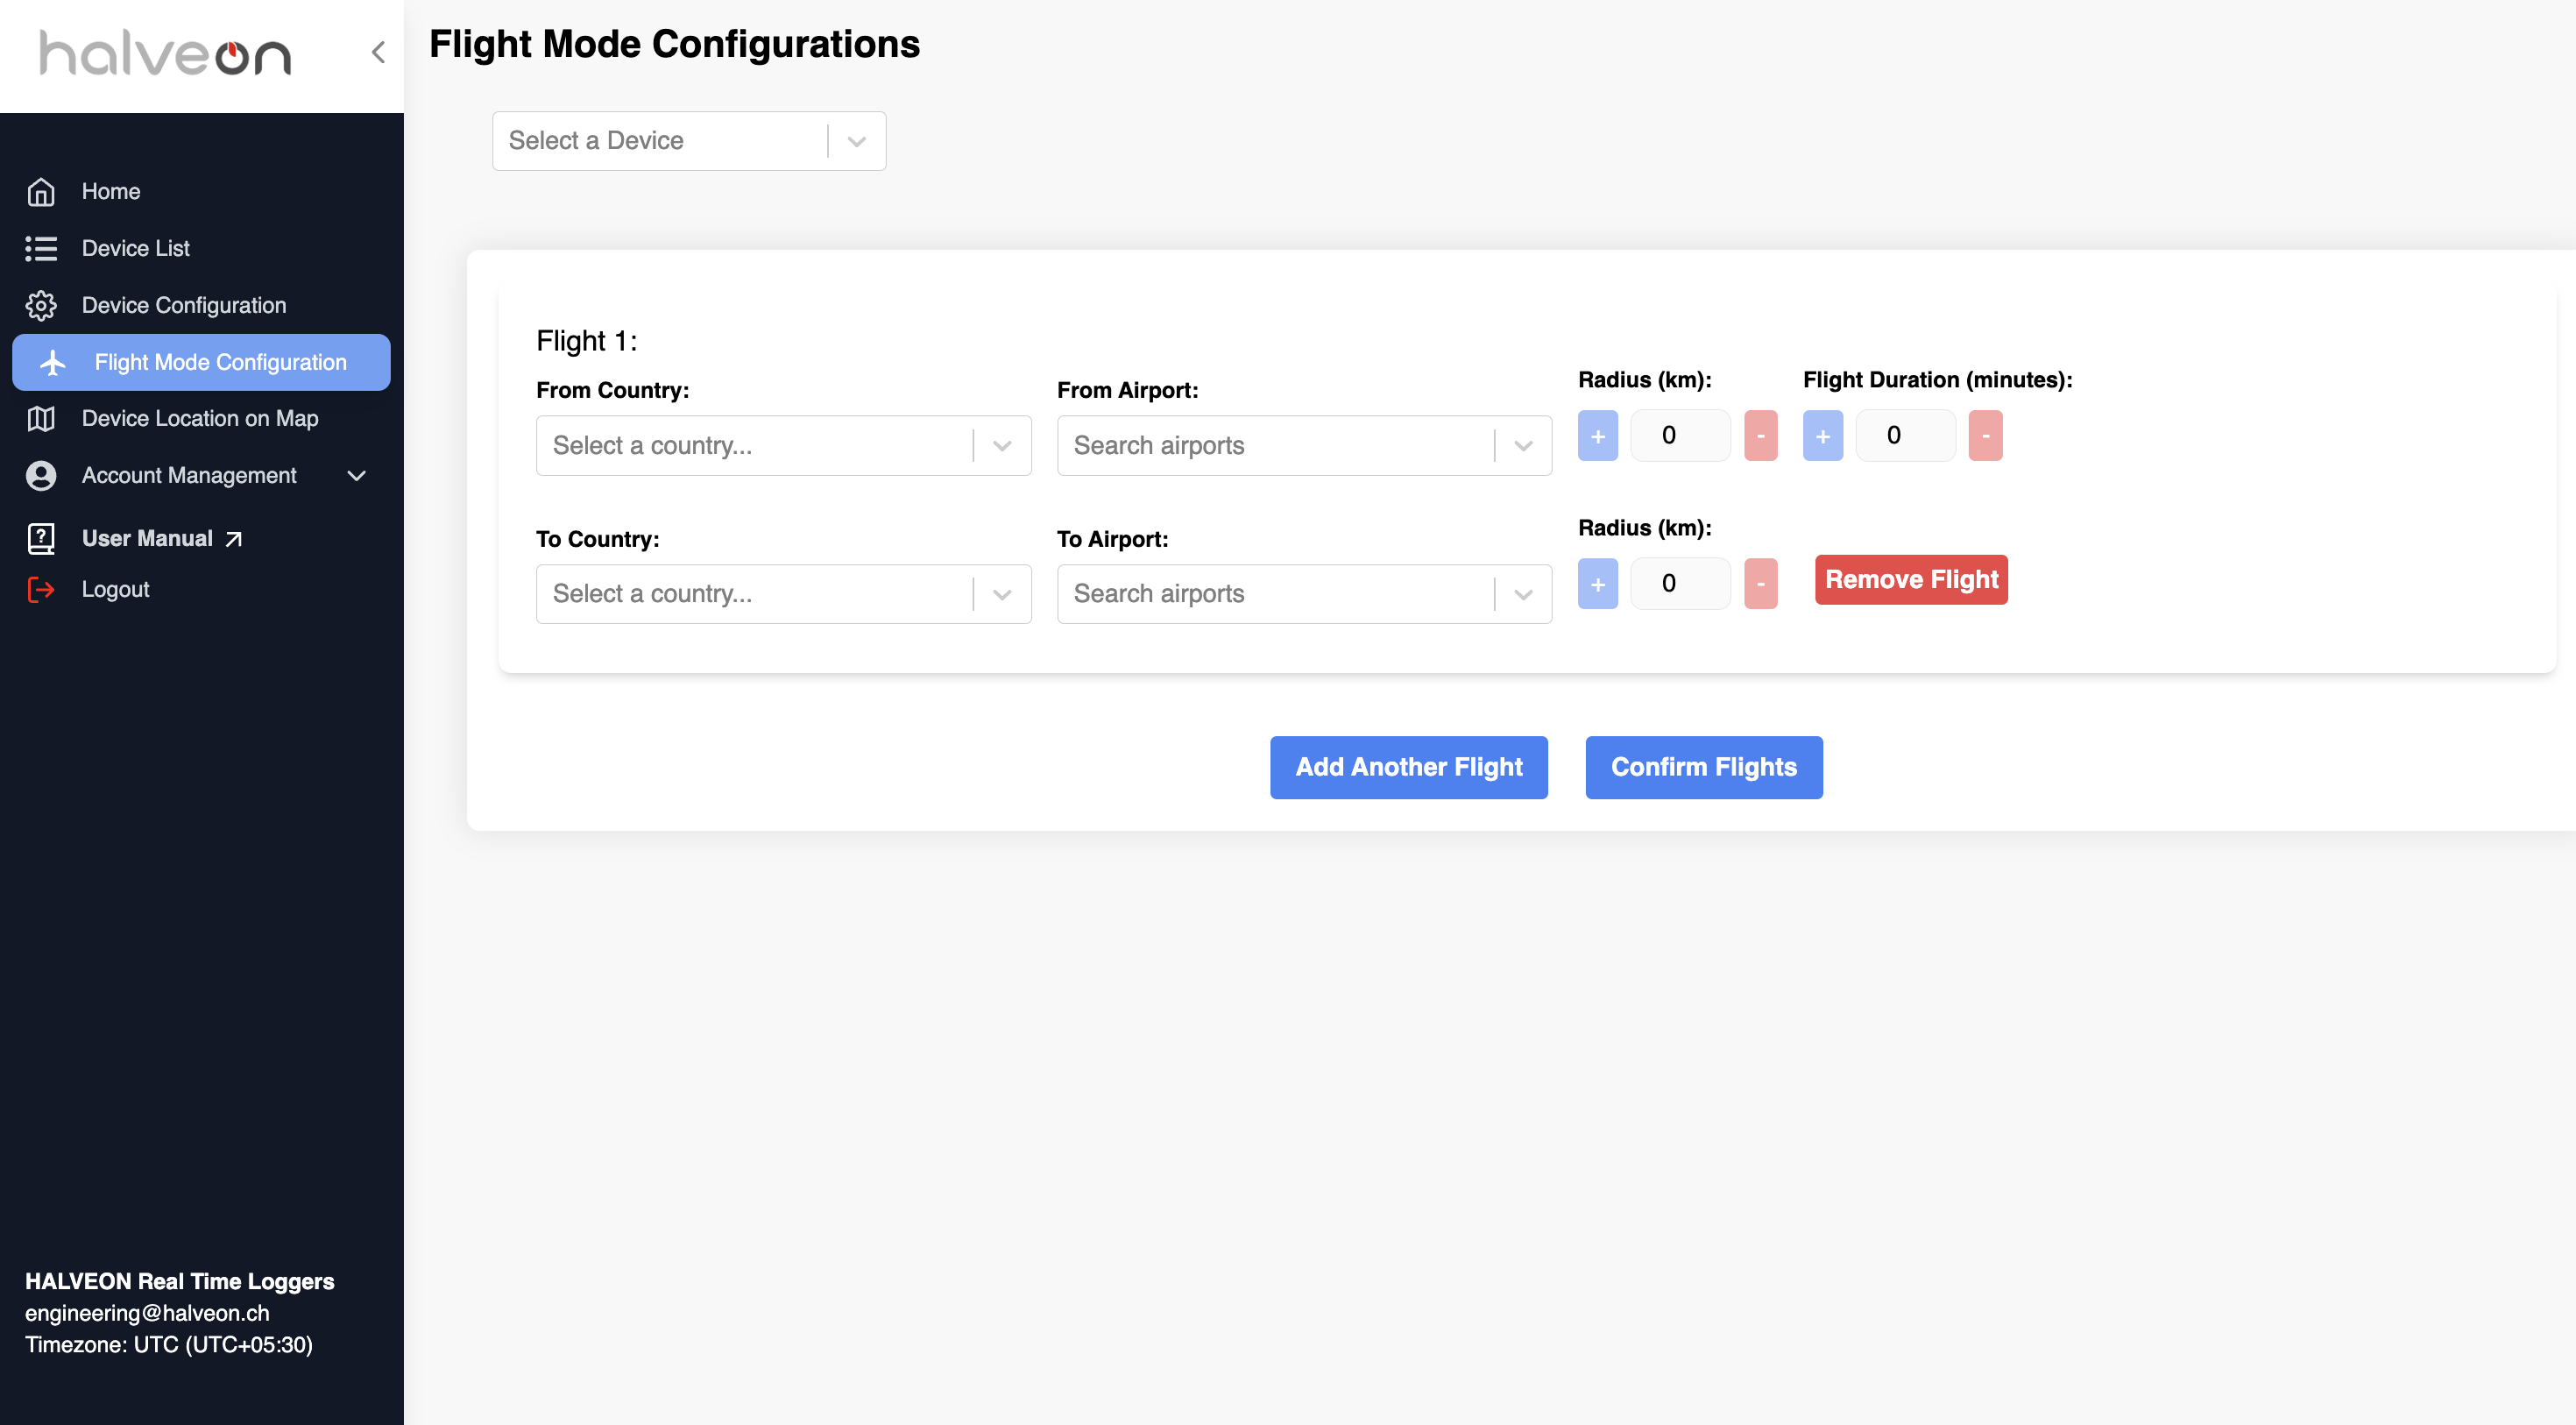 halveon
Home
Device List
Device Configuration
Flight Mode Configuration
Device Location on Map
Account Management
User Manual
Logout
HALVEON Real Time Loggers
engineering@halveon.ch
Timezone: UTC (UTC+05:30)
Flight Mode Configurations
Select a Device
Flight 1:
From Country:
Select a country...
From Airport:
Search airports
Radius (km):
+ 0 -
Flight Duration (minutes):
+ 0 -
To Country:
Select a country...
To Airport:
Search airports
Radius (km):
+ 0 -
Remove Flight
Add Another Flight
Confirm Flights